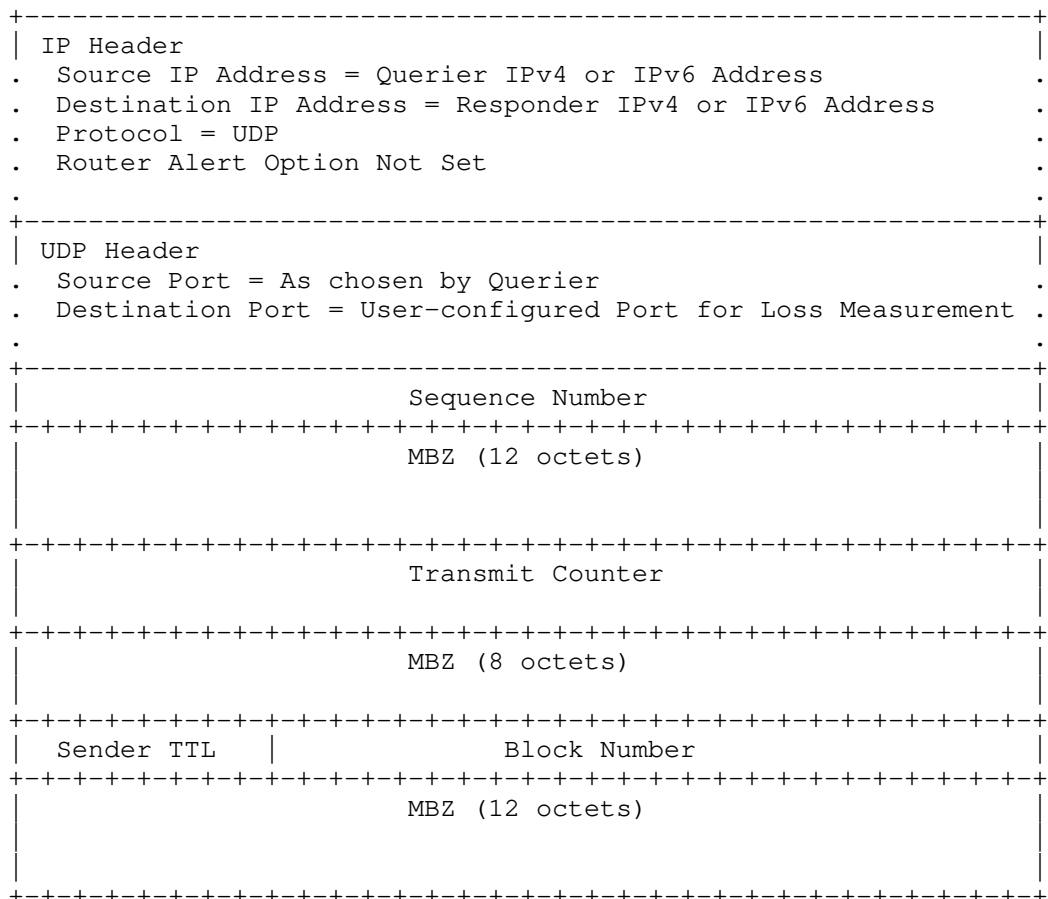 +---------------------------------------------------------------+
| IP Header                                                     |
.  Source IP Address = Querier IPv4 or IPv6 Address             .
.  Destination IP Address = Responder IPv4 or IPv6 Address      .
.  Protocol = UDP                                               .
.  Router Alert Option Not Set                                  .
.                                                               .
+---------------------------------------------------------------+
| UDP Header                                                    |
.  Source Port = As chosen by Querier                           .
.  Destination Port = User-configured Port for Loss Measurement .
.                                                               .
+---------------------------------------------------------------+
|                        Sequence Number                        |
+-+-+-+-+-+-+-+-+-+-+-+-+-+-+-+-+-+-+-+-+-+-+-+-+-+-+-+-+-+-+-+-+
|                        MBZ (12 octets)                        |
|                                                               |
|                                                               |
+-+-+-+-+-+-+-+-+-+-+-+-+-+-+-+-+-+-+-+-+-+-+-+-+-+-+-+-+-+-+-+-+
|                        Transmit Counter                       |
|                                                               |
+-+-+-+-+-+-+-+-+-+-+-+-+-+-+-+-+-+-+-+-+-+-+-+-+-+-+-+-+-+-+-+-+
|                        MBZ (8 octets)                         |
|                                                               |
+-+-+-+-+-+-+-+-+-+-+-+-+-+-+-+-+-+-+-+-+-+-+-+-+-+-+-+-+-+-+-+-+
|  Sender TTL   |              Block Number                     |
+-+-+-+-+-+-+-+-+-+-+-+-+-+-+-+-+-+-+-+-+-+-+-+-+-+-+-+-+-+-+-+-+
|                        MBZ (12 octets)                        |
|                                                               |
|                                                               |
+-+-+-+-+-+-+-+-+-+-+-+-+-+-+-+-+-+-+-+-+-+-+-+-+-+-+-+-+-+-+-+-+